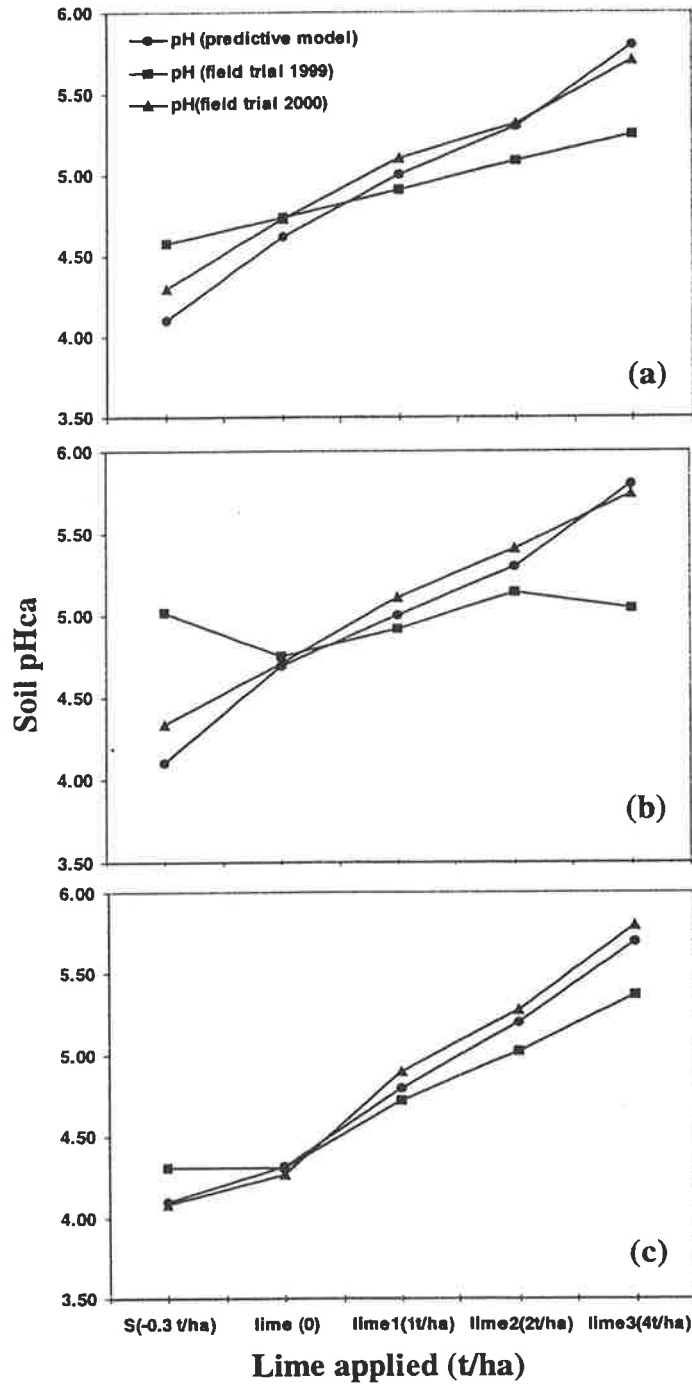 6.00
pH (predictive model)
pH (field trial 1999)
pH(field trial 2000)
5.50
5.00
4.50
4.00
3.50
(a)
6.00
5.50
5.00
4.50
4.00
3.50
(b)
Soil pHca
6.00
5.50
5.00
4.50
4.00
3.50
(c)
S(-0.3 t/ha) lime (0) lime1(1t/ha) lime2(2t/ha) lime3(4t/ha)
Lime applied (t/ha)